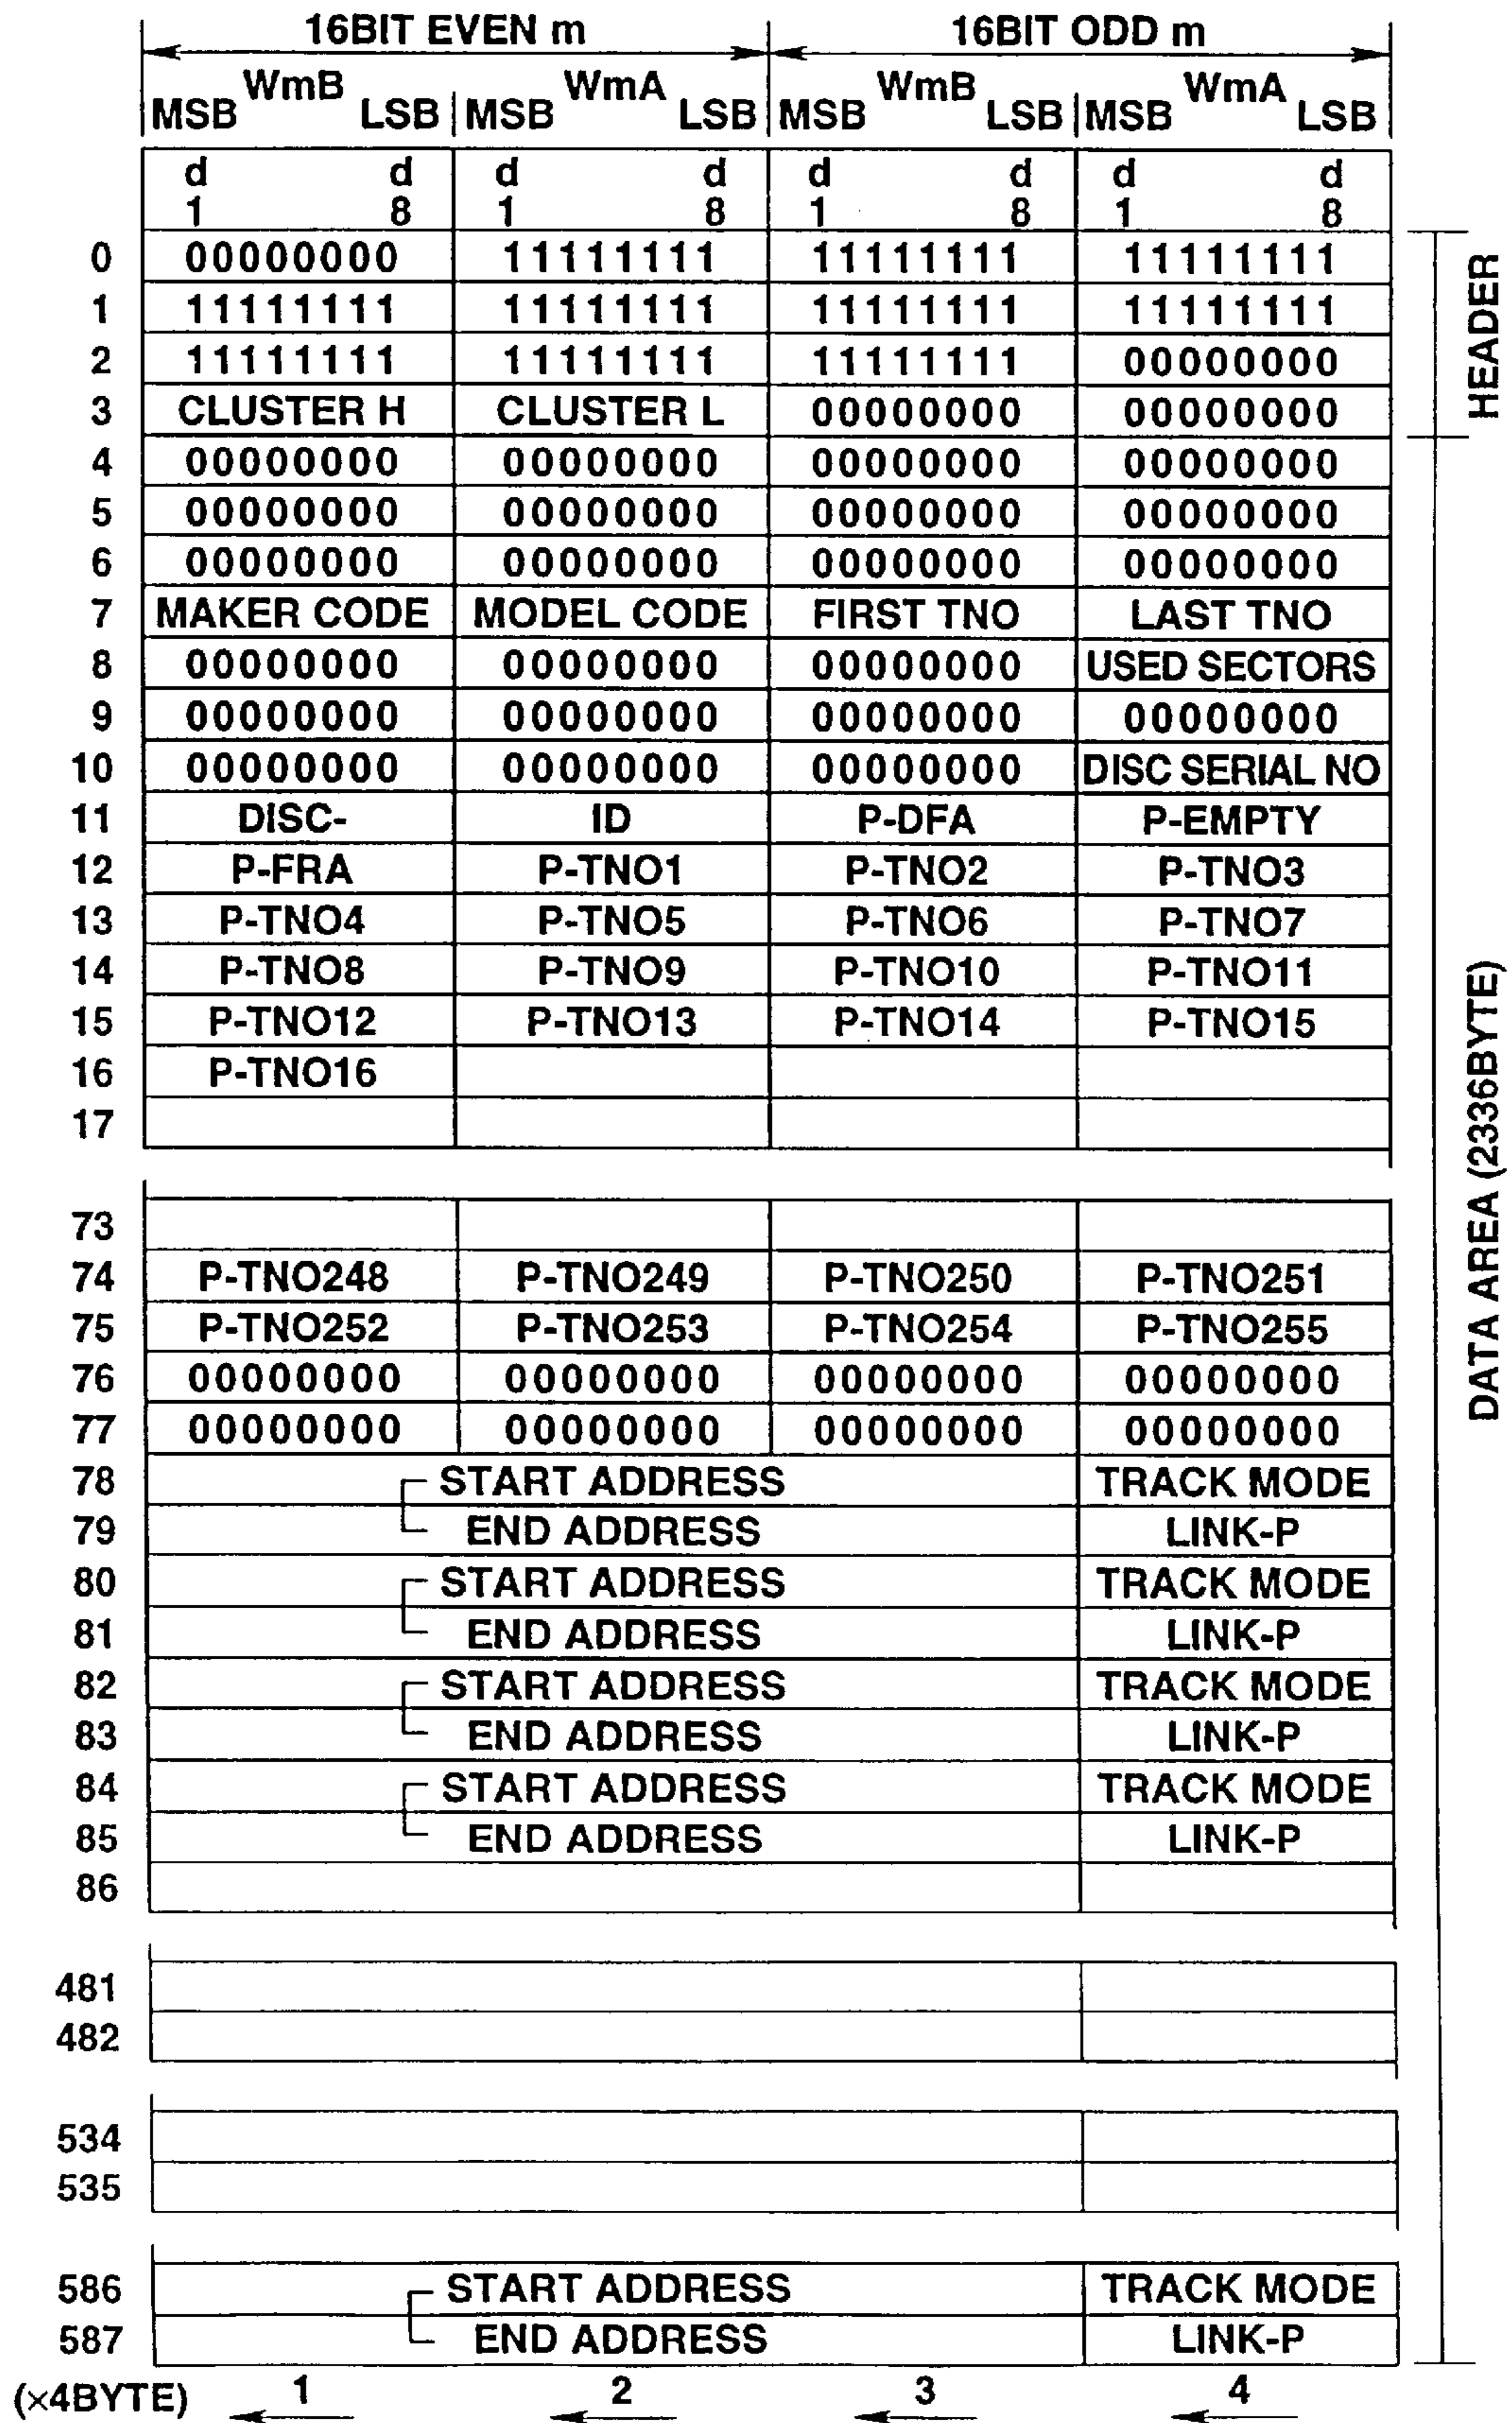 16BIT EVEN m 16BIT ODD m
WmB WmA WmB WmA
MSB LSB MSB LSB MSB LSB MSB LSB
d d d d d d d d
1 8 1 8 1 8 1 8
0 00000000 11111111 11111111 11111111
1 11111111 11111111 11111111 11111111
2 11111111 11111111 11111111 00000000
3 CLUSTER H CLUSTER L 00000000 00000000
HEADER
4 00000000 00000000 00000000 00000000
5 00000000 00000000 00000000 00000000
6 00000000 00000000 00000000 00000000
7 MAKER CODE MODEL CODE FIRST TNO LAST TNO
8 00000000 00000000 00000000 USED SECTORS
9 00000000 00000000 00000000 00000000
10 00000000 00000000 00000000 DISC SERIAL NO
11 DISC- ID P-DFA P-EMPTY
12 P-FRA P-TNO1 P-TNO2 P-TNO3
13 P-TNO4 P-TNO5 P-TNO6 P-TNO7
14 P-TNO8 P-TNO9 P-TNO10 P-TNO11
15 P-TNO12 P-TNO13 P-TNO14 P-TNO15
16 P-TNO16
17
73
74 P-TNO248 P-TNO249 P-TNO250 P-TNO251
75 P-TNO252 P-TNO253 P-TNO254 P-TNO255
76 00000000 00000000 00000000 00000000
77 00000000 00000000 00000000 00000000
78 START ADDRESS TRACK MODE
79 END ADDRESS LINK-P
80 START ADDRESS TRACK MODE
81 END ADDRESS LINK-P
82 START ADDRESS TRACK MODE
83 END ADDRESS LINK-P
84 START ADDRESS TRACK MODE
85 END ADDRESS LINK-P
86
481
482
534
535
586 START ADDRESS TRACK MODE
587 END ADDRESS LINK-P
DATA AREA (2336BYTE)
(×4BYTE) 1 2 3 4